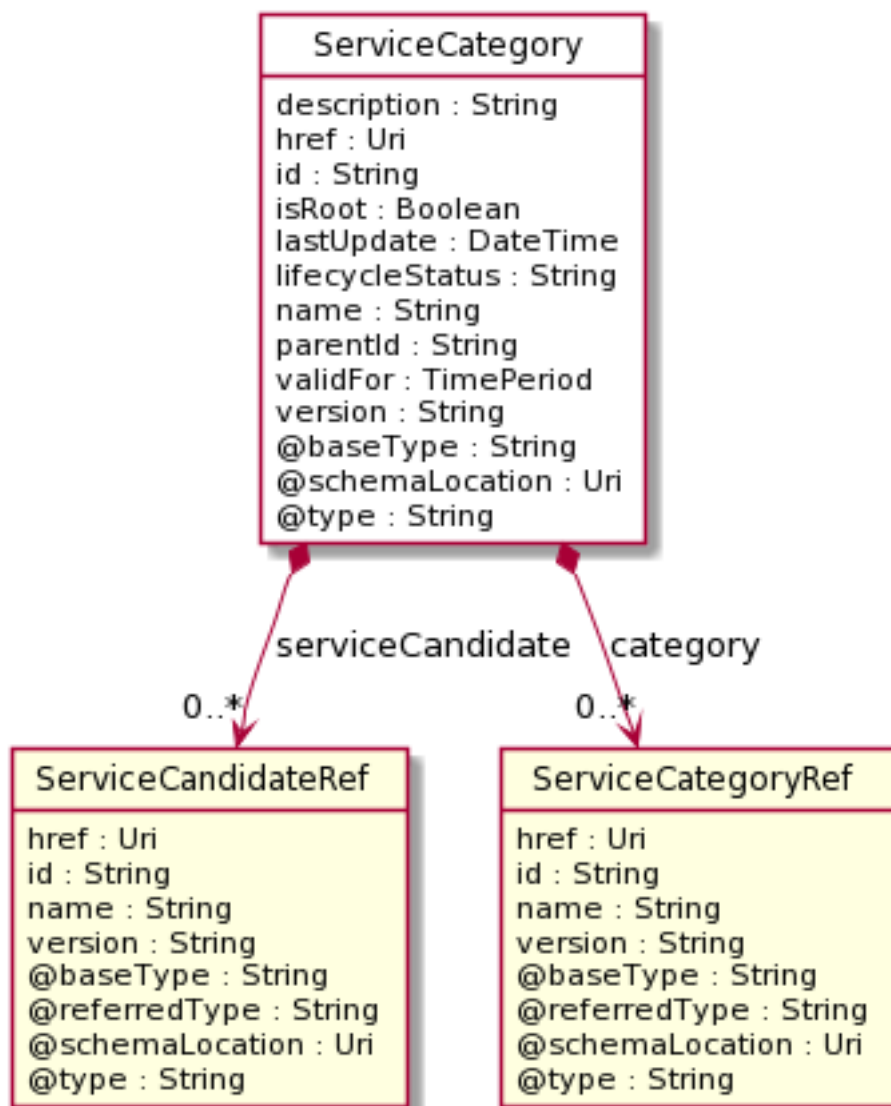 ServiceCategory
description : String
href : Uri
id : String
isRoot : Boolean
lastUpdate : DateTime
lifecycleStatus : String
name : String
parentId : String
validFor : TimePeriod
version : String
@baseType : String
@schemaLocation : Uri
@type : String
serviceCandidate
category
0..*
0..*
ServiceCandidateRef
href : Uri
id : String
name : String
version : String
@baseType : String
@referredType : String
@schemaLocation : Uri
@type : String
ServiceCategoryRef
href : Uri
id : String
name : String
version : String
@baseType : String
@referredType : String
@schemaLocation : Uri
@type : String